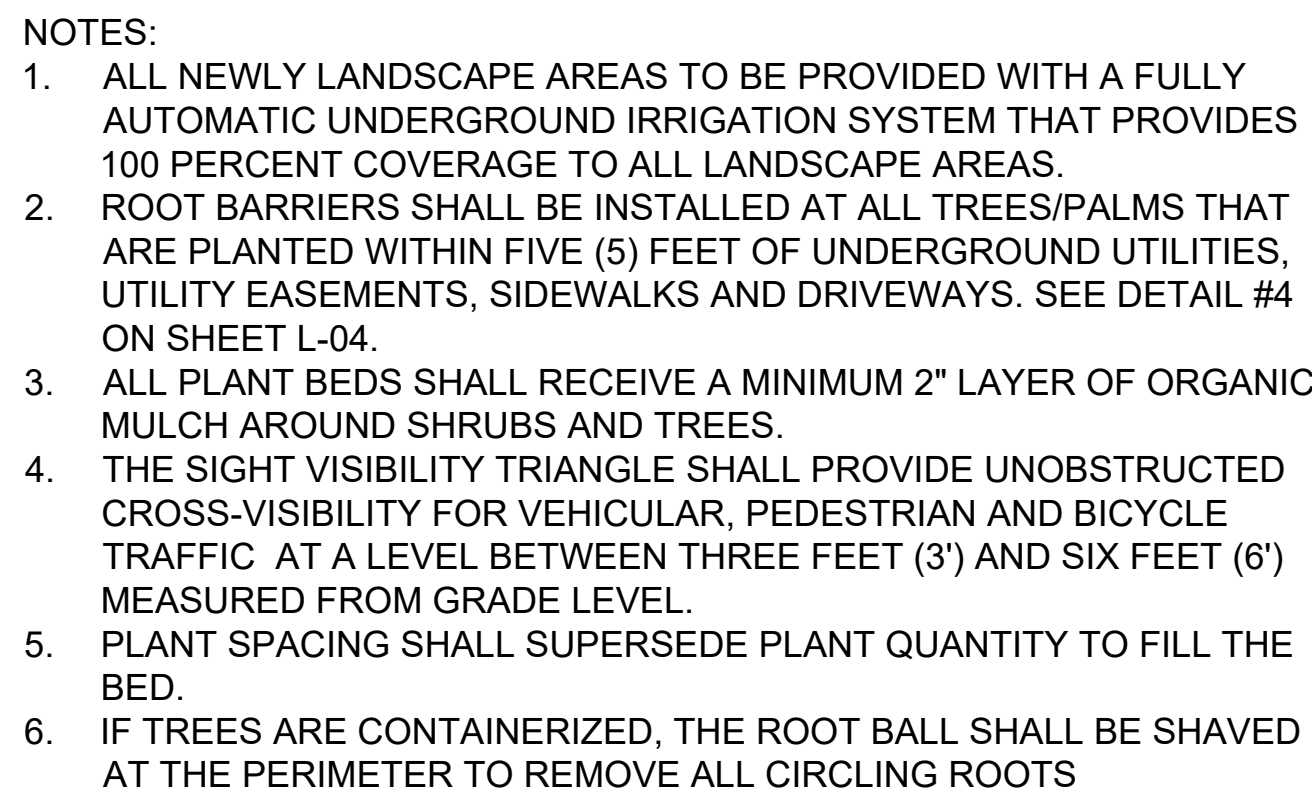 NOTES:
1. ALL NEWLY LANDSCAPE AREAS TO BE PROVIDED WITH A FULLY
AUTOMATIC UNDERGROUND IRRIGATION SYSTEM THAT PROVIDES
100 PERCENT COVERAGE TO ALL LANDSCAPE AREAS.
2. ROOT BARRIERS SHALL BE INSTALLED AT ALL TREES/PALMS THAT
ARE PLANTED WITHIN FIVE (5) FEET OF UNDERGROUND UTILITIES,
UTILITY EASEMENTS, SIDEWALKS AND DRIVEWAYS. SEE DETAIL #4
ON SHEET L-04.
3. ALL PLANT BEDS SHALL RECEIVE A MINIMUM 2" LAYER OF ORGANIC
MULCH AROUND SHRUBS AND TREES.
4. THE SIGHT VISIBILITY TRIANGLE SHALL PROVIDE UNOBSTRUCTED
CROSS-VISIBILITY FOR VEHICULAR, PEDESTRIAN AND BICYCLE
TRAFFIC  AT A LEVEL BETWEEN THREE FEET (3') AND SIX FEET (6')
MEASURED FROM GRADE LEVEL.
5. PLANT SPACING SHALL SUPERSEDE PLANT QUANTITY TO FILL THE
BED.
6. IF TREES ARE CONTAINERIZED, THE ROOT BALL SHALL BE SHAVED
AT THE PERIMETER TO REMOVE ALL CIRCLING ROOTS